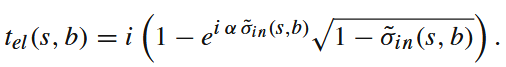 t_{el}(s, b) = i \left( 1 - e^{i \alpha \tilde{\sigma}_{in}(s,b)} \sqrt{1 - \tilde{\sigma}_{in}(s, b)} \right).